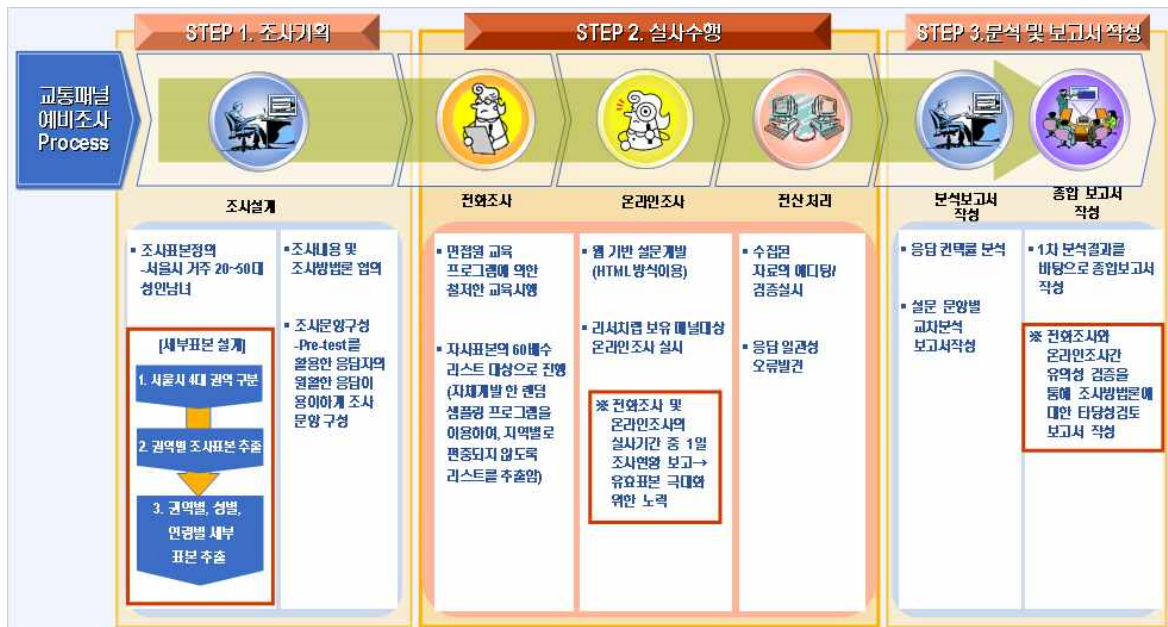 STEP 1. 조사기획
STEP 2. 실사수행
STEP 3.분석 및 보고서 작성
교통패널
예비조사
Process
조사설계
전화조사
온라인조사
전산처리
분석보고서
작성
종합 보고서
작성
▪ 조사표본정의
-서울시 거주 20~50대
성인남녀
[세부표본 설계]
1. 서울시 4대 권역 구분
2. 권역별 조사표본 추출
3. 권역별, 성별,
연령별 세부
표본 추출
▪ 조사내용 및
조사방법론 협의
▪ 조사문항구성
-Pre-test를
활용한 응답자의
원활한 응답이
용이하게 조사
문항 구성
▪ 면접원 교육
프로그램에 의한
철저한 교육시행
▪ 자사표본의 60배수
리스트 대상으로 진행
(자체개발 한 랜덤
샘플링 프로그램을
이용하여, 지역별로
편중되지 않도록
리스트를 추출함)
▪ 웹 기반 설문개발
(HTML 방식이용)
▪ 리서치랩 보유 패널대상
온라인조사 실시
※ 전화조사 및
온라인조사의
실사기간 중 1일
조사현황 보고→
유효표본 극대화
위한 노력
▪ 수집된
자료의 에디팅/
검증실시
▪ 응답 일관성
오류발견
▪ 응답 컨택률 분석
▪ 설문 문항별
교차분석
보고서작성
▪ 1차 분석결과를
바탕으로 종합보고서
작성
※ 전화조사와
온라인조사간
유의성 검증을
통해 조사방법론에
대한 타당성검토
보고서 작성